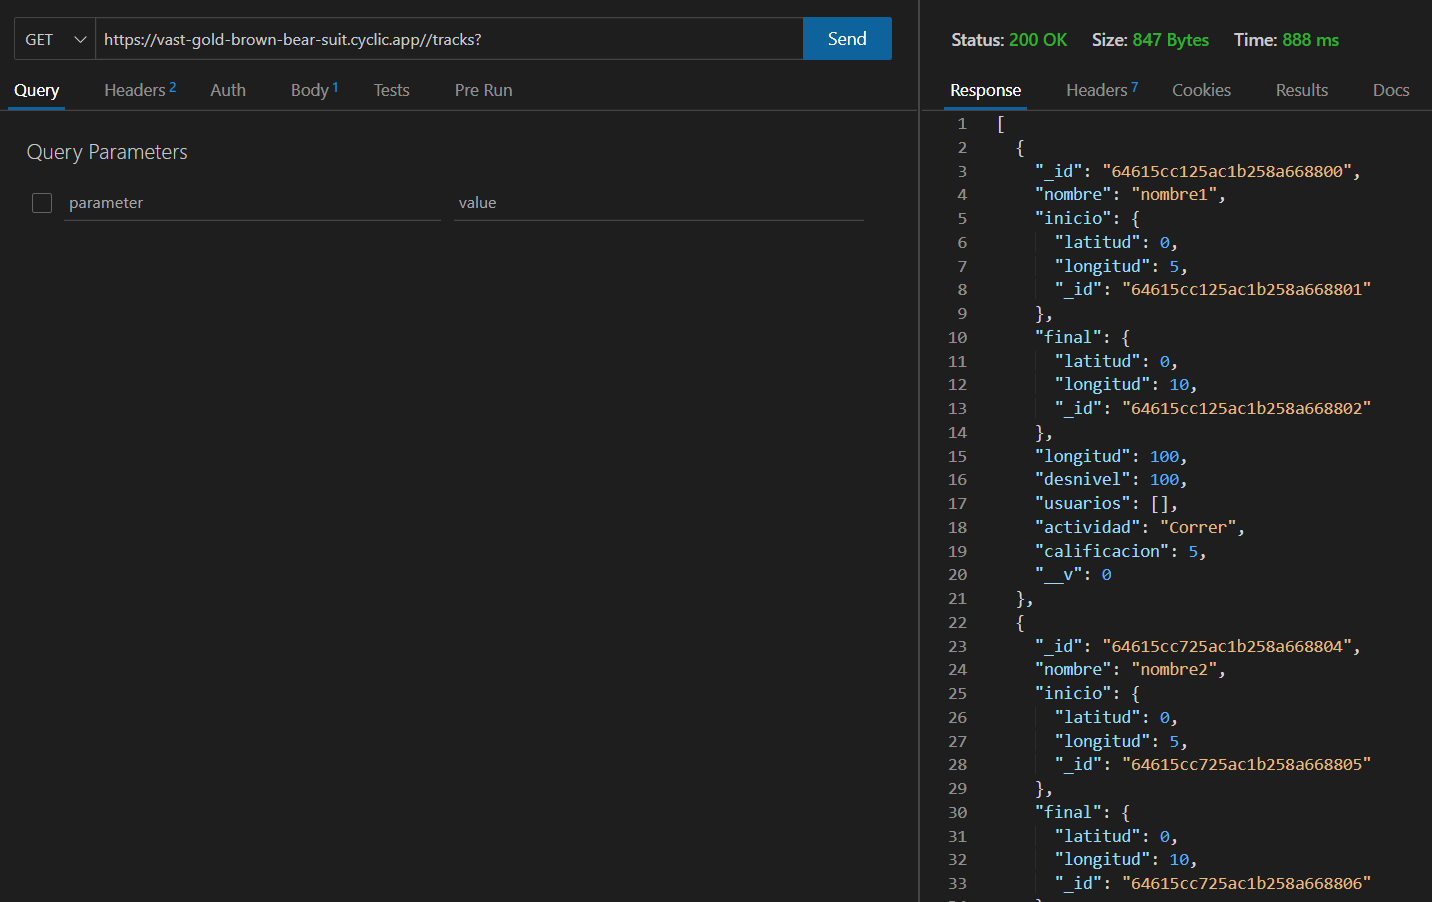 GET https://vast-gold-brown-bear-suit.cyclic.app//tracks? Send
Query Headers 2 Auth Body 1 Tests Pre Run
Query Parameters
parameter value
Status: 200 OK Size: 847 Bytes Time: 888 ms
Response Headers 7 Cookies Results Docs
1 [
2 {
3 "_id": "64615cc125ac1b258a668800",
4 "nombre": "nombre1",
5 "inicio": {
6 "latitud": 0,
7 "longitud": 5,
8 "_id": "64615cc125ac1b258a668801"
9 },
10 "final": {
11 "latitud": 0,
12 "longitud": 10,
13 "_id": "64615cc125ac1b258a668802"
14 },
15 "longitud": 100,
16 "desnivel": 100,
17 "usuarios": [],
18 "actividad": "Correr",
19 "calificacion": 5,
20 "__v": 0
21 },
22 {
23 "_id": "64615cc725ac1b258a668804",
24 "nombre": "nombre2",
25 "inicio": {
26 "latitud": 0,
27 "longitud": 5,
28 "_id": "64615cc725ac1b258a668805"
29 },
30 "final": {
31 "latitud": 0,
32 "longitud": 10,
33 "_id": "64615cc725ac1b258a668806"